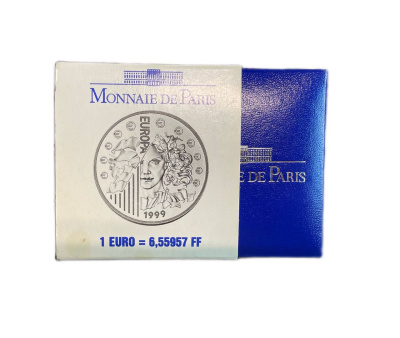 MONNAIE DE PARIS
EUROPA
1999
1 EURO = 6,55957 FF
E DE PARIS